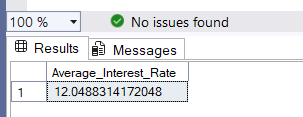 100 % No issues found
Results Messages
Average_Interest_Rate
1 12.0488314172048